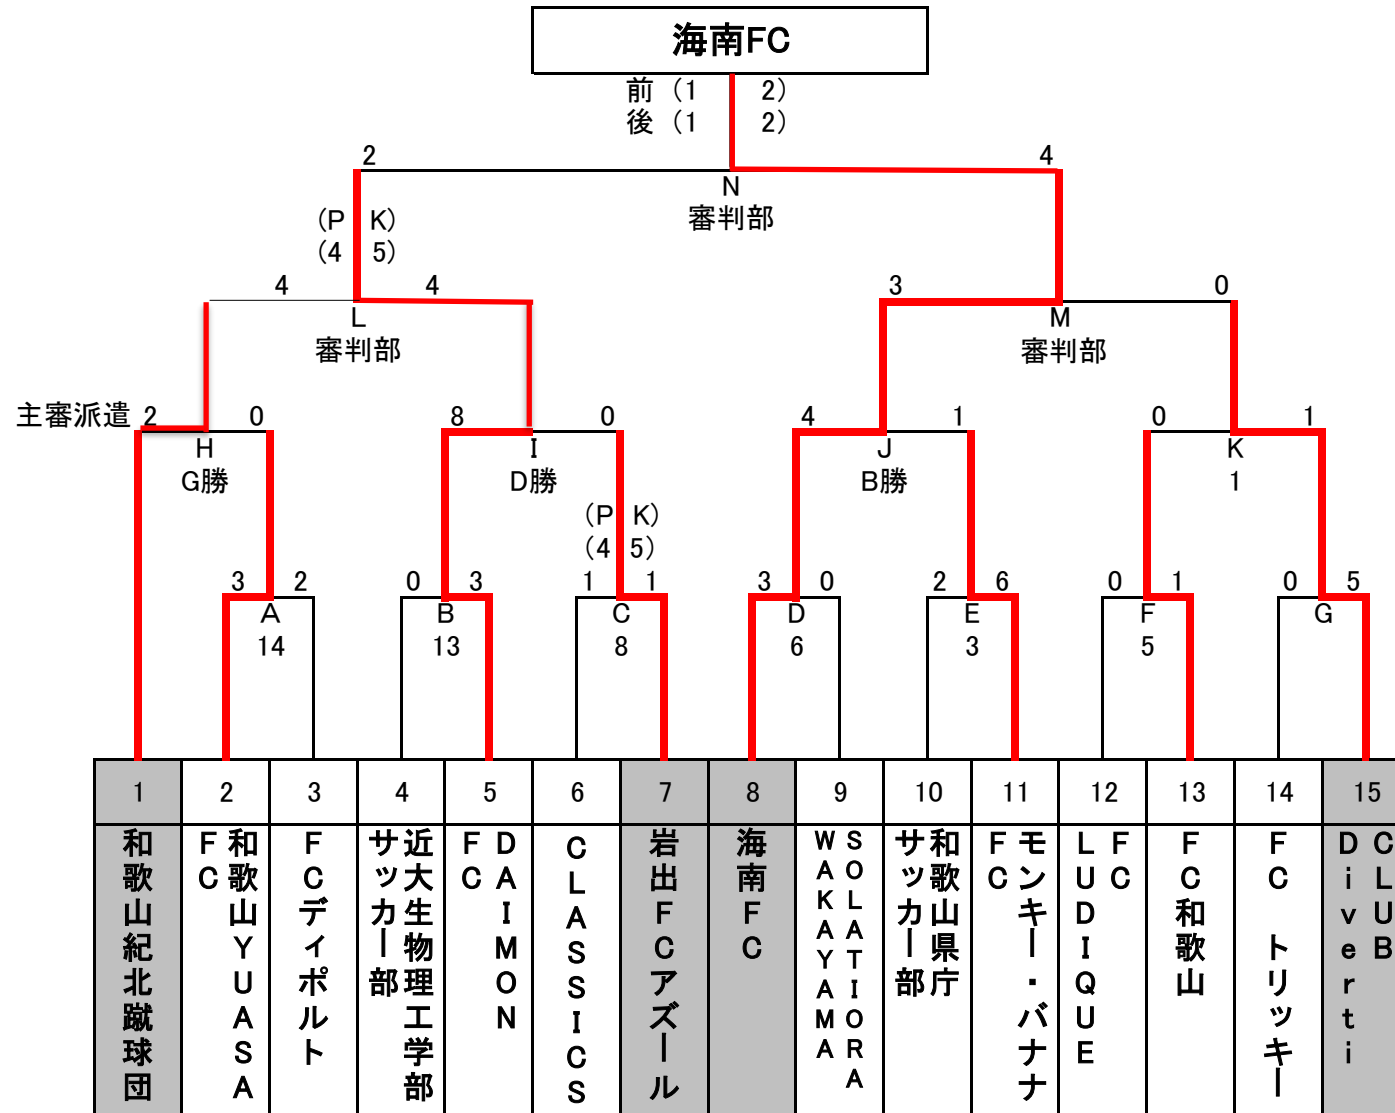 海南FC
前 (1 2)
後 (1 2)
2 4
N
審判部
(P K)
(4 5)
4 4 3 0
L M
審判部 審判部
主審派遣 2 0 8 0 4 1 0 1
H I J K
G勝 D勝 B勝 1
(P K)
(4 5)
3 2 0 3 1 1 3 0 2 6 0 1 0 5
A B C D E F G
14 13 8 6 3 5
1 2 3 4 5 6 7 8 9 10 11 12 13 14 15
和歌山紀北蹴球団
和歌山YUASA
FC
FCディポルト
近大生物理工学部
サッカー部
DAIMON
FC
CLASSICS
岩出FCアズール
海南FC
SOLATIORA
WAKAYAMA
和歌山県庁
サッカー部
モンキー・バナナ
FC
FC
LUDIQUE
FC和歌山
FC トリッキー
CLUB
Diverti